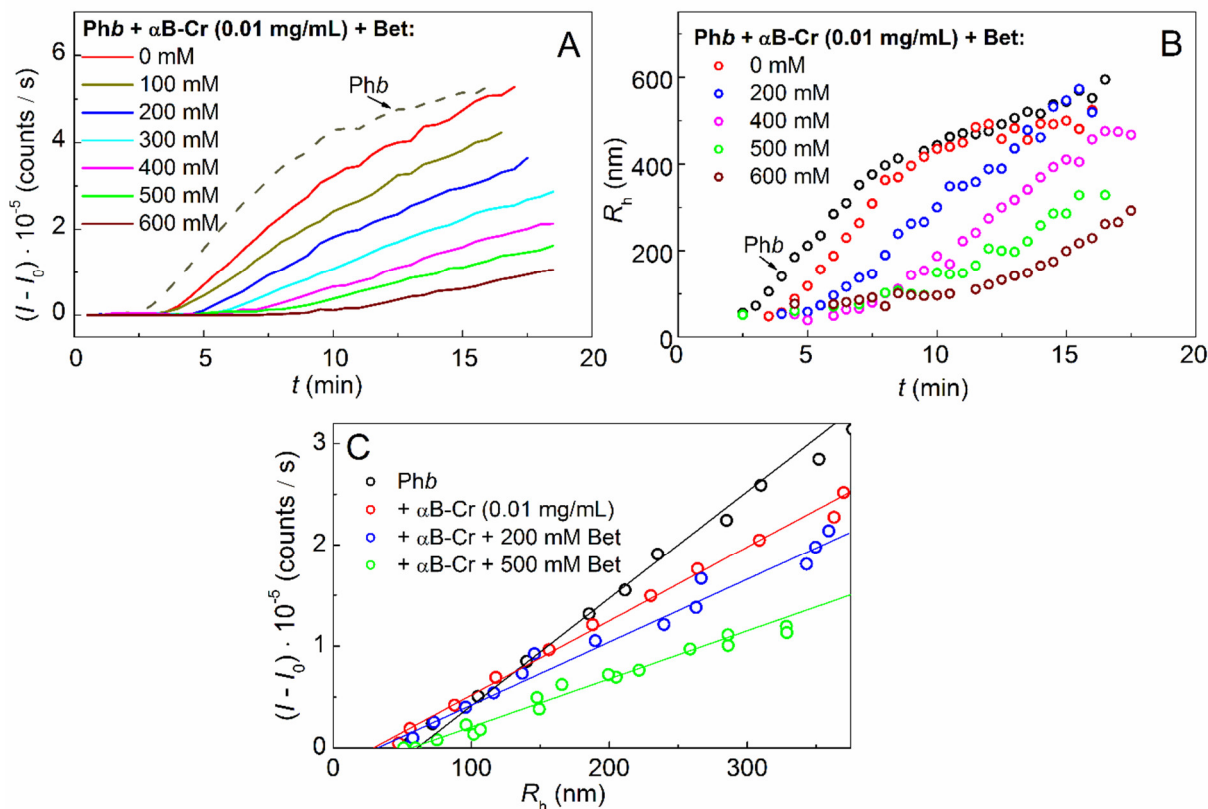 Phb + αB-Cr (0.01 mg/mL) + Bet:
A
0 mM
100 mM
200 mM
300 mM
400 mM
500 mM
600 mM
Phb
(I - I₀) · 10⁻⁵ (counts / s)
6
4
2
0
0 5 10 15 20
t (min)
Phb + αB-Cr (0.01 mg/mL) + Bet:
B
0 mM
200 mM
400 mM
500 mM
600 mM
Phb
Rₕ (nm)
600
400
200
0
0 5 10 15 20
t (min)
C
Phb
+ αB-Cr (0.01 mg/mL)
+ αB-Cr + 200 mM Bet
+ αB-Cr + 500 mM Bet
(I - I₀) · 10⁻⁵ (counts / s)
3
2
1
0
0 100 200 300
Rₕ (nm)